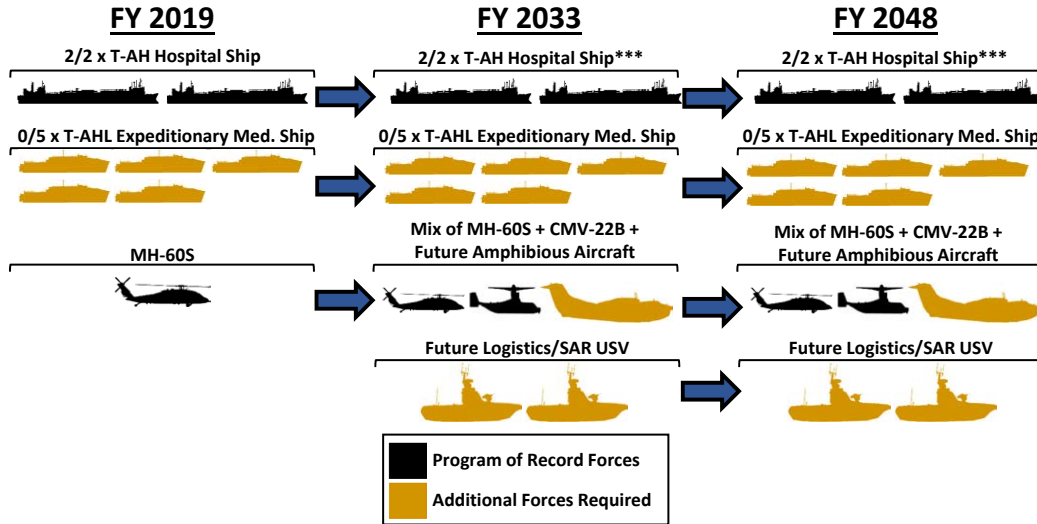 FY 2019
FY 2033
FY 2048
2/2 x T-AH Hospital Ship
2/2 x T-AH Hospital Ship***
2/2 x T-AH Hospital Ship***
0/5 x T-AHL Expeditionary Med. Ship
0/5 x T-AHL Expeditionary Med. Ship
0/5 x T-AHL Expeditionary Med. Ship
MH-60S
Mix of MH-60S + CMV-22B +
Future Amphibious Aircraft
Mix of MH-60S + CMV-22B +
Future Amphibious Aircraft
Future Logistics/SAR USV
Future Logistics/SAR USV
Program of Record Forces
Additional Forces Required